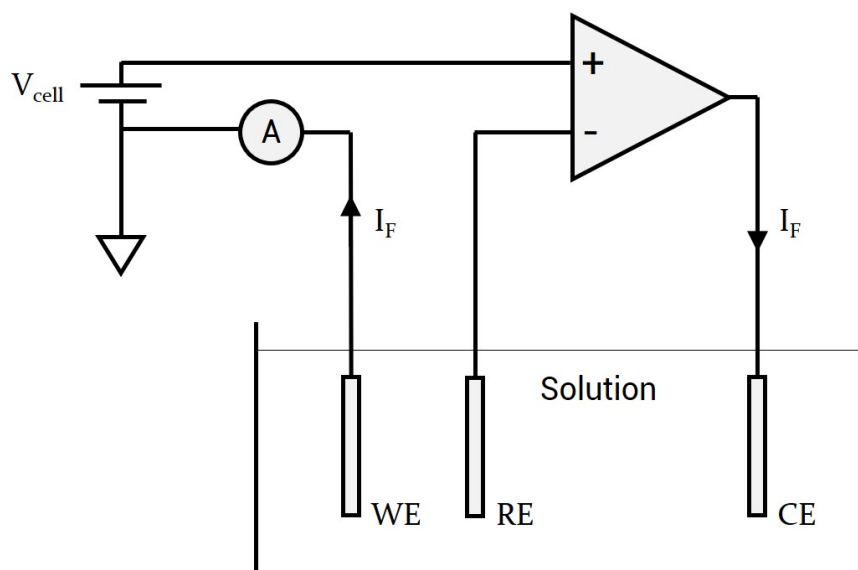 +
V_cell
A
-
I_F
I_F
Solution
WE
RE
CE